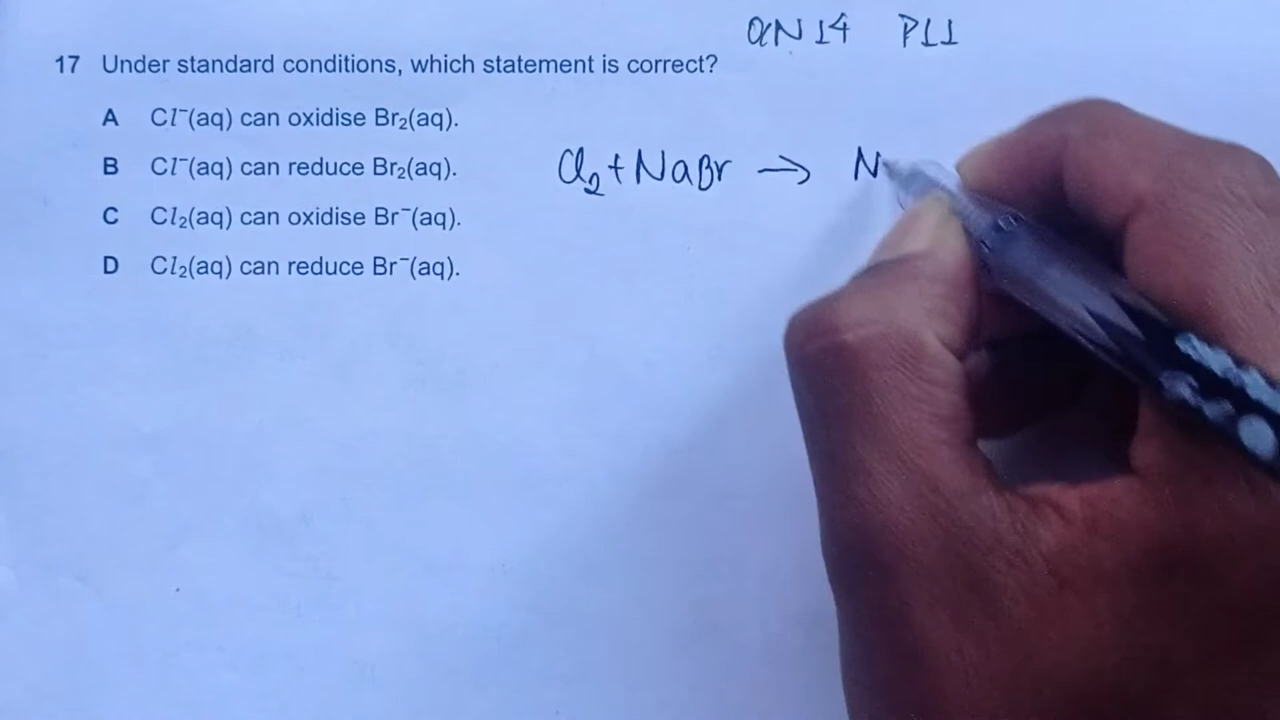 ON 14 P11
17 Under standard conditions, which statement is correct?
A Cl⁻(aq) can oxidise Br₂(aq).
B Cl⁻(aq) can reduce Br₂(aq).
Cl₂+NaBr → N
C Cl₂(aq) can oxidise Br⁻(aq).
D Cl₂(aq) can reduce Br⁻(aq).